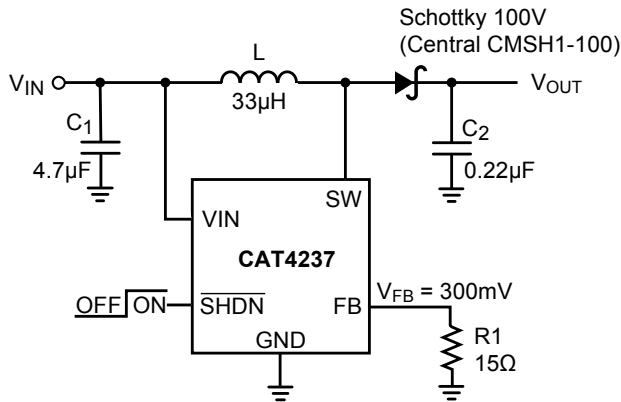 Schottky 100V
(Central CMSH1-100)
L
VIN
VOUT
33µH
C1
C2
4.7µF
0.22µF
SW
VIN
CAT4237
VFB = 300mV
OFF ON
SHDN
FB
R1
GND
15Ω